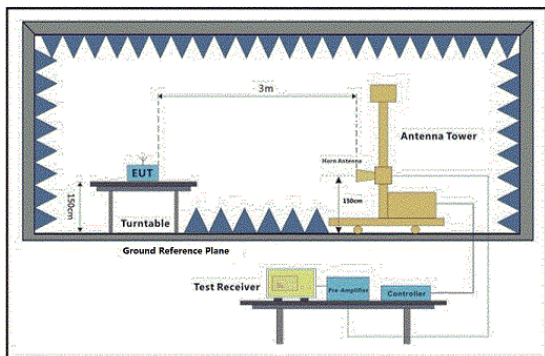 3m
Antenna Tower
Horn Antenna
EUT
150cm
150cm
Turntable
Ground Reference Plane
Test Receiver
Pre-Amplifier
Controller